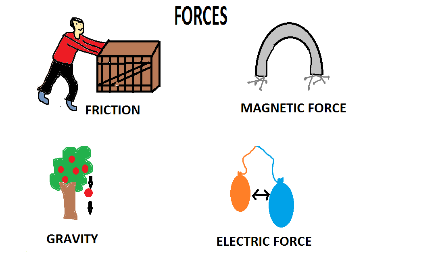 FORCES
FRICTION
MAGNETIC FORCE
GRAVITY
ELECTRIC FORCE